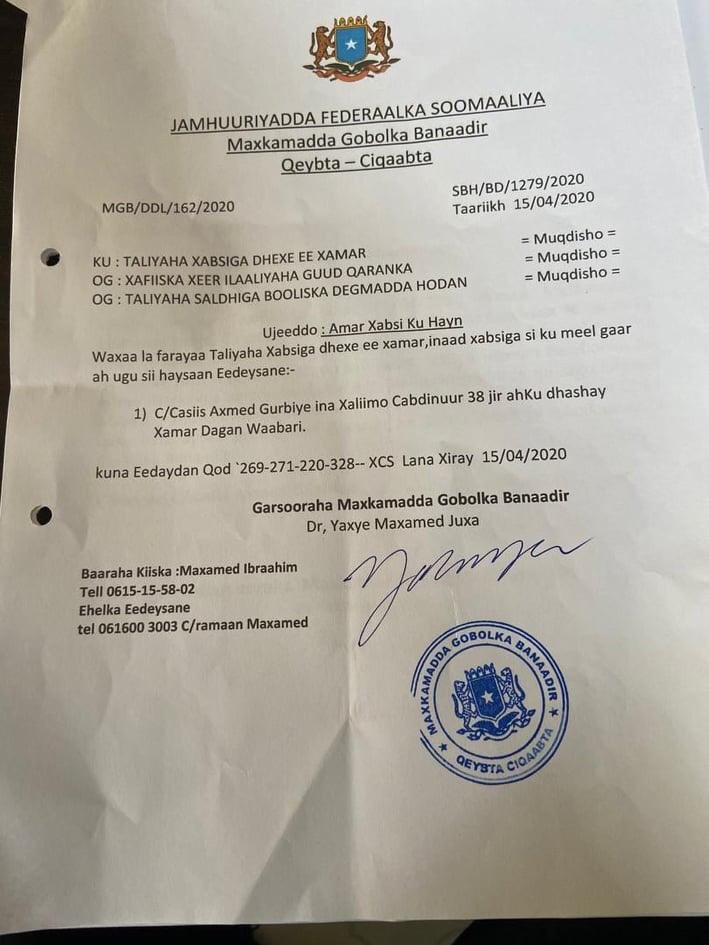 JAMHUURIYADDA FEDERAALKA SOOMAALIYA
Maxkamadda Gobolka Banaadir
Qeybta – Ciqaabta
MGB/DDL/162/2020
SBH/BD/1279/2020
Taariikh 15/04/2020
KU : TALIYAHA XABSIGA DHEXE EE XAMAR = Muqdisho =
OG : XAFIISKA XEER ILAALIYAHA GUUD QARANKA = Muqdisho =
OG : TALIYAHA SALDHIGA BOOLISKA DEGMADDA HODAN = Muqdisho =
Ujeeddo : Amar Xabsi Ku Hayn
Waxaa la farayaa Taliyaha Xabsiga dhexe ee xamar,inaad xabsiga si ku meel gaar
ah ugu sii haysaan Eedeysane:-
1) C/Casiis Axmed Gurbiye ina Xaliimo Cabdinuur 38 jir ahKu dhashay
Xamar Dagan Waabari.
kuna Eedaydan Qod `269-271-220-328-- XCS Lana Xiray 15/04/2020
Garsooraha Maxkamadda Gobolka Banaadir
Dr, Yaxye Maxamed Juxa
Baaraha Kiiska :Maxamed Ibraahim
Tell 0615-15-58-02
Ehelka Eedeysane
tel 061600 3003 C/ramaan Maxamed
MAXKAMADDA GOBOLKA BANAADIR
QEYBTA CIQAABTA